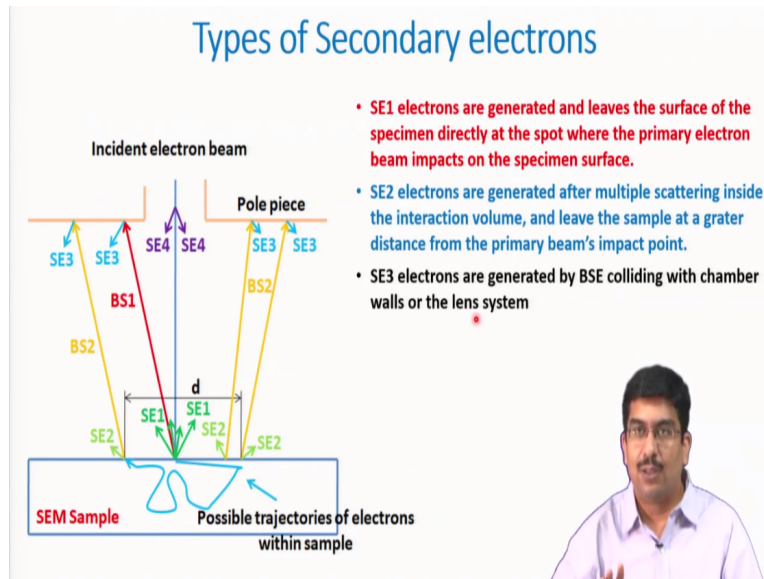 Types of Secondary electrons
Incident electron beam
Pole piece
SE3
SE3
SE4
SE4
SE3
SE3
BS1
BS2
BS2
d
SE1
SE1
SE2
SE2
SE2
SEM Sample
Possible trajectories of electrons
within sample
• SE1 electrons are generated and leaves the surface of the
specimen directly at the spot where the primary electron
beam impacts on the specimen surface.
• SE2 electrons are generated after multiple scattering inside
the interaction volume, and leave the sample at a grater
distance from the primary beam's impact point.
• SE3 electrons are generated by BSE colliding with chamber
walls or the lens system